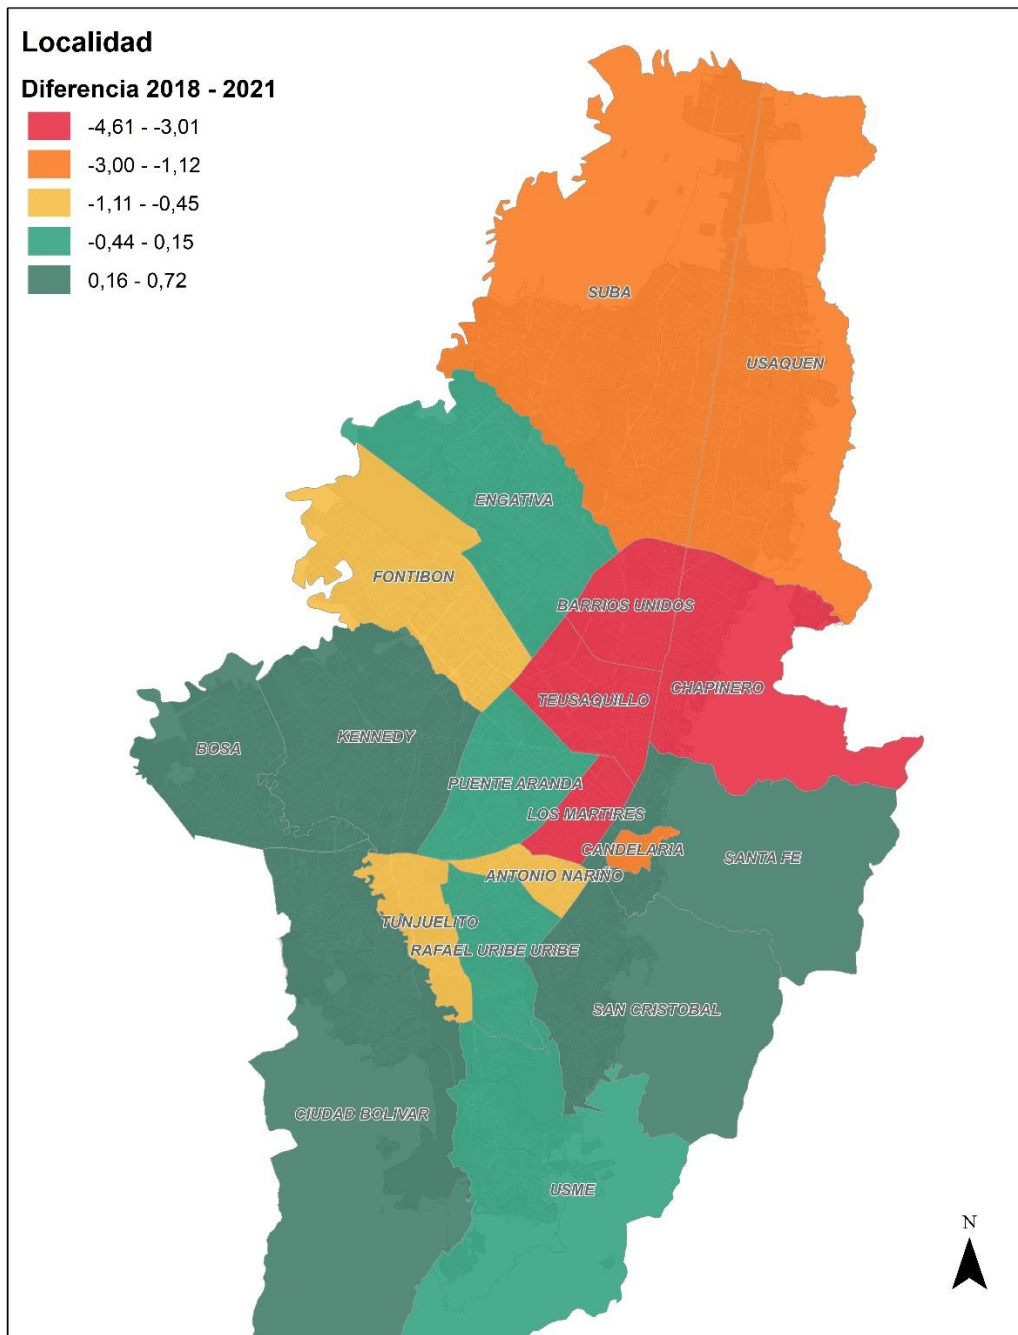 Localidad
Diferencia 2018 - 2021
-4,61 - -3,01
-3,00 - -1,12
-1,11 - -0,45
-0,44 - 0,15
0,16 - 0,72
SUBA
USAQUEN
ENGATIVA
FONTIBON
BARRIOS UNIDOS
CHAPINERO
TEUSAQUILLO
KENNEDY
BOSA
PUENTE ARANDA
LOS MARTIRES
CANDELARIA
SANTA FE
ANTONIO NARIÑO
TUNJUELITO
RAFAEL URIBE URIBE
SAN CRISTOBAL
CIUDAD BOLIVAR
USME
N